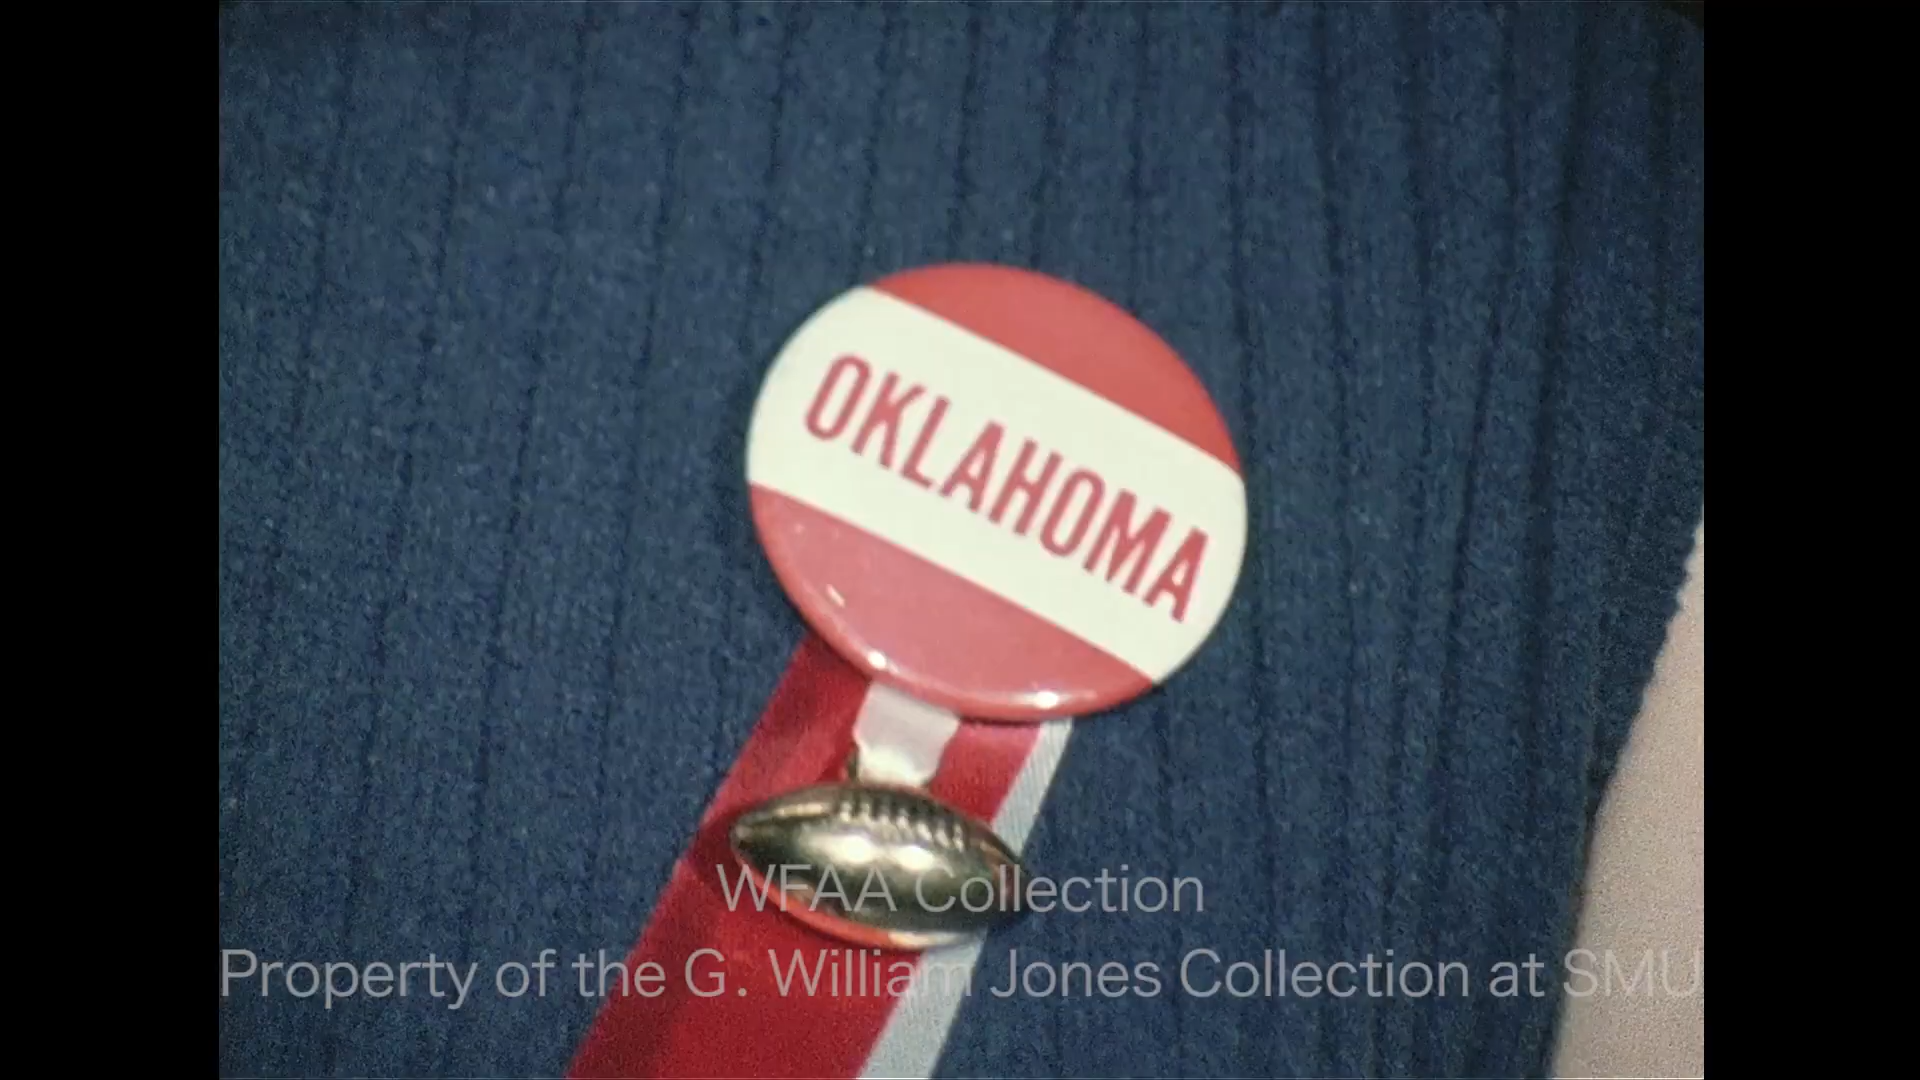 OKLAHOMA
WFAA Collection
Property of the G. William Jones Collection at SMU